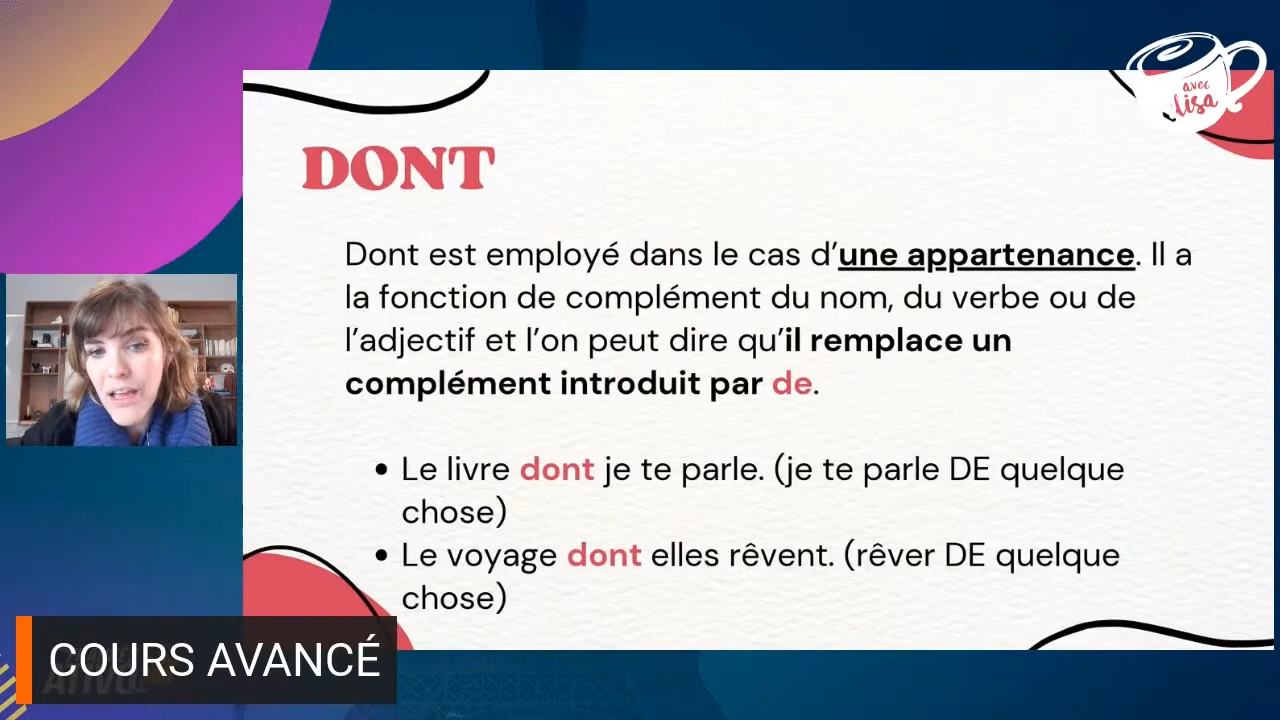 avec
Elisa
DONT
Dont est employé dans le cas d'une appartenance. Il a
la fonction de complément du nom, du verbe ou de
l'adjectif et l'on peut dire qu'il remplace un
complément introduit par de.
• Le livre dont je te parle. (je te parle DE quelque
chose)
• Le voyage dont elles rêvent. (rêver DE quelque
chose)
COURS AVANCÉ